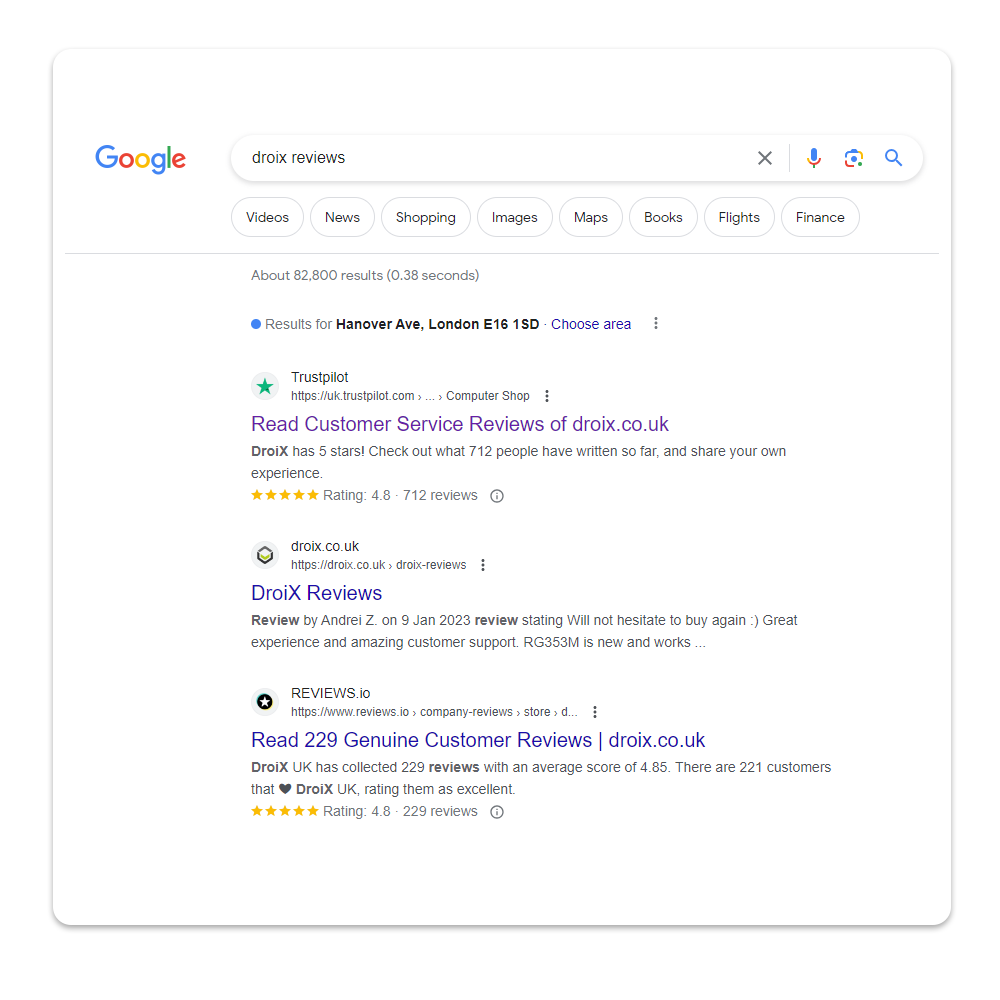 Google
droix reviews
Videos News Shopping Images Maps Books Flights Finance
About 82,800 results (0.38 seconds)
Results for Hanover Ave, London E16 1SD · Choose area
Trustpilot
https://uk.trustpilot.com › ... › Computer Shop
Read Customer Service Reviews of droix.co.uk
DroiX has 5 stars! Check out what 712 people have written so far, and share your own
experience.
Rating: 4.8 · 712 reviews
droix.co.uk
https://droix.co.uk › droix-reviews
DroiX Reviews
Review by Andrei Z. on 9 Jan 2023 review stating Will not hesitate to buy again :) Great
experience and amazing customer support. RG353M is new and works ...
REVIEWS.io
https://www.reviews.io › company-reviews › store › d...
Read 229 Genuine Customer Reviews | droix.co.uk
DroiX UK has collected 229 reviews with an average score of 4.85. There are 221 customers
that ❤ DroiX UK, rating them as excellent.
Rating: 4.8 · 229 reviews